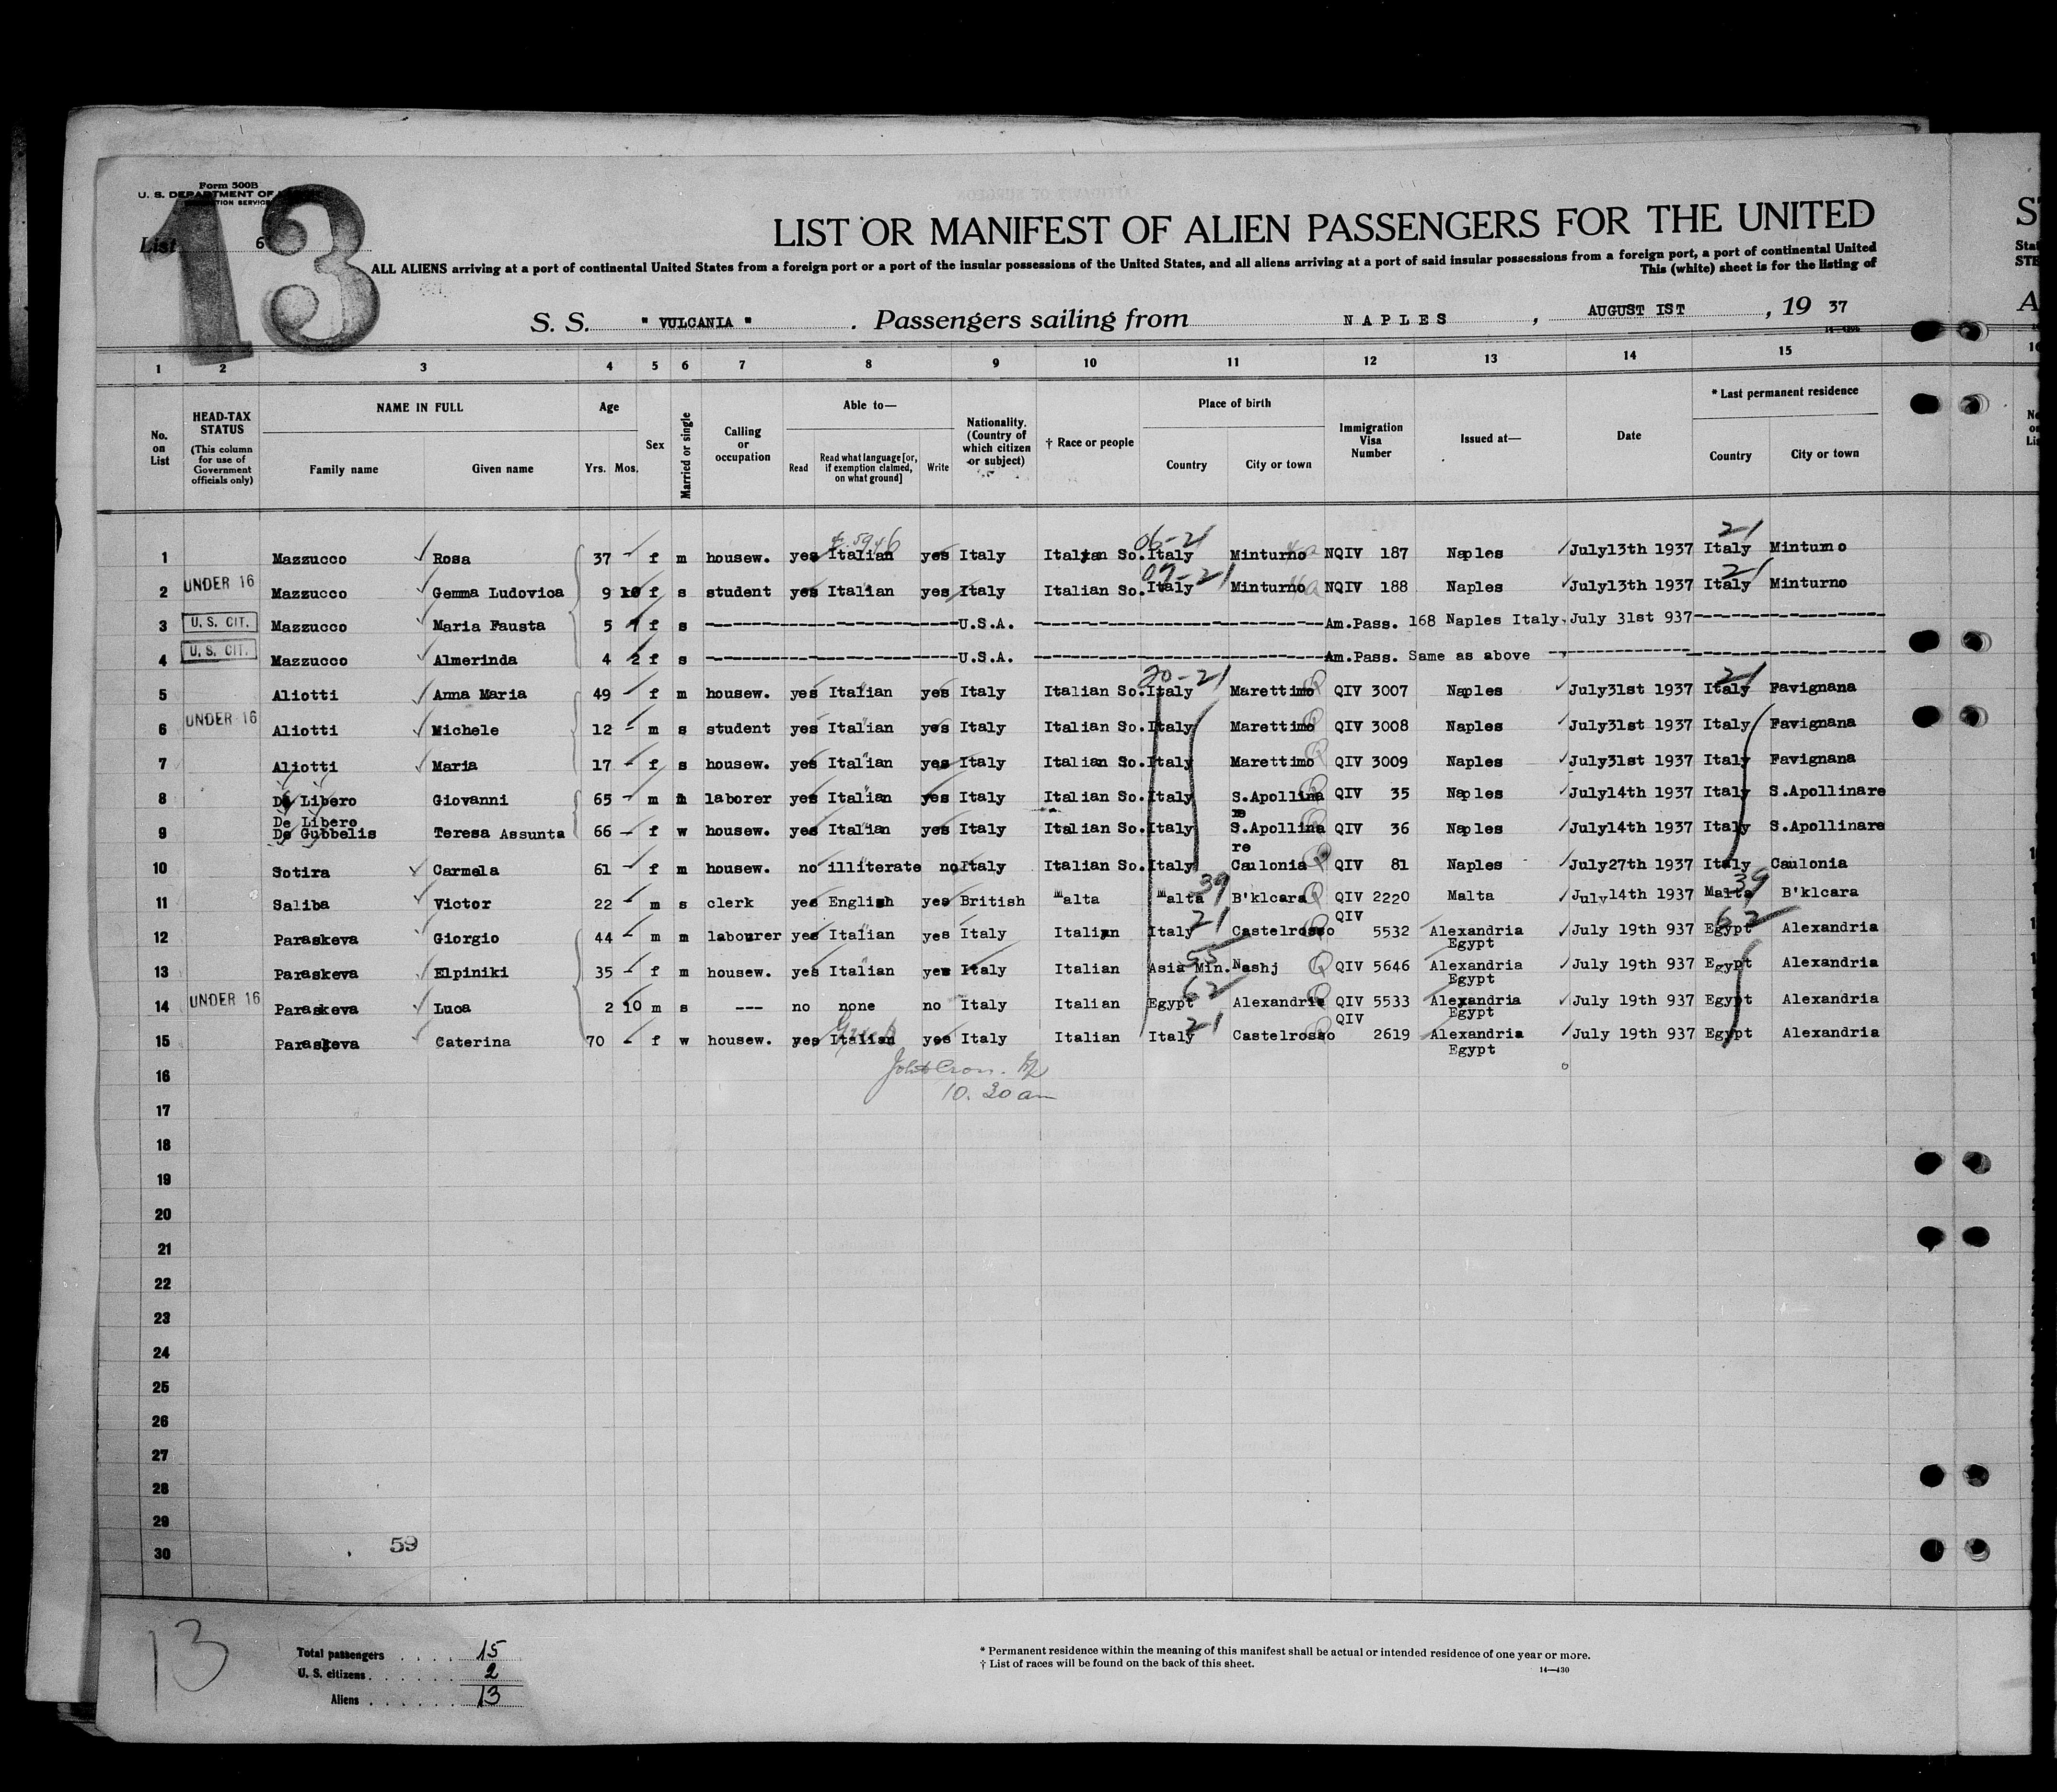 Form 500B
U. S. DEPARTMENT OF
SERVICE
13
List 6
LIST OR MANIFEST OF ALIEN PASSENGERS FOR THE UNITED
ALL ALIENS arriving at a port of continental United States from a foreign port or a port of the insular possessions of the United States, and all aliens arriving at a port of said insular possessions from a foreign port, a port of continental United
This (white) sheet is for the listing of
S. S. " VULCANIA " . Passengers sailing from NAPLES , AUGUST IST , 19 37
1 2 3 4 5 6 7 8 9 10 11 12 13 14 15
No. on List
HEAD-TAX STATUS (This column for use of Government officials only)
NAME IN FULL
Family name Given name
Age
Yrs. Mos.
Sex
Married or single
Calling or occupation
Able to—
Read Read what language [or, if exemption claimed, on what ground] Write
Nationality. (Country of which citizen or subject)
† Race or people
Place of birth
Country City or town
Immigration Visa Number
Issued at—
Date
* Last permanent residence
Country City or town
06-21 21
1 Mazzucco Rosa 37 - f m housew. yes Italian yes Italy Italian So. Italy Minturno NQIV 187 Naples July13th 1937 Italy Minturno
07-21 21
2 UNDER 16 Mazzucco Gemma Ludovica 9 10 f s student yes Italian yes Italy Italian So. Italy Minturno NQIV 188 Naples July13th 1937 Italy Minturno
3 U. S. CIT. Mazzucco Maria Fausta 5 f s U.S.A. Am.Pass. 168 Naples Italy. July 31st 937
4 U. S. CIT. Mazzucco Almerinda 4 2 f s U.S.A. Am.Pass. Same as above
20-21 21
5 Aliotti Anna Maria 49 - f m housew. yes Italian yes Italy Italian So. Italy Marettimo QIV 3007 Naples July31st 1937 Italy Favignana
6 UNDER 16 Aliotti Michele 12 - m s student yes Italian yes Italy Italian So. Italy Marettimo QIV 3008 Naples July31st 1937 Italy Favignana
7 Aliotti Maria 17 - f s housew. yes Italian yes Italy Italian So. Italy Marettimo QIV 3009 Naples July31st 1937 Italy Favignana
8 Di Libero Giovanni 65 - m m laborer yes Italian yes Italy Italian So. Italy S.Apollinare QIV 35 Naples July14th 1937 Italy S.Apollinare
De Libero
9 De Gubbelis Teresa Assunta 66 - f w housew. yes Italian yes Italy Italian So. Italy S.Apollinare QIV 36 Naples July14th 1937 Italy S.Apollinare
10 Sotira Carmela 61 - f m housew. no illiterate no Italy Italian So. Italy Caulonia QIV 81 Naples July27th 1937 Italy Caulonia
39 39
11 Saliba Victor 22 - m s clerk yes English yes British Malta Malta B'klcara QIV 2220 Malta July14th 1937 Malta B'klcara
21 62
12 Paraskeva Giorgio 44 - m m labourer yes Italian yes Italy Italian Italy Castelrosso QIV 5532 Alexandria Egypt July 19th 937 Egypt Alexandria
55
13 Paraskeva Elpiniki 35 - f m housew. yes Italian yes Italy Italian Asia Min. Nashj QIV 5646 Alexandria Egypt July 19th 937 Egypt Alexandria
62
14 UNDER 16 Paraskeva Luca 2 10 m s --- no none no Italy Italian Egypt Alexandria QIV 5533 Alexandria Egypt July 19th 937 Egypt Alexandria
Greek 21
15 Paraskeva Caterina 70 - f w housew. yes Italian yes Italy Italian Italy Castelrosso QIV 2619 Alexandria Egypt July 19th 937 Egypt Alexandria
16
10.30 am
17
18
19
20
21
22
23
24
25
26
27
28
29
59
30
13
Total passengers . . . . 15
U. S. citizens . . . . . . 2
Aliens . . . . . . 13
* Permanent residence within the meaning of this manifest shall be actual or intended residence of one year or more.
† List of races will be found on the back of this sheet.
14—430